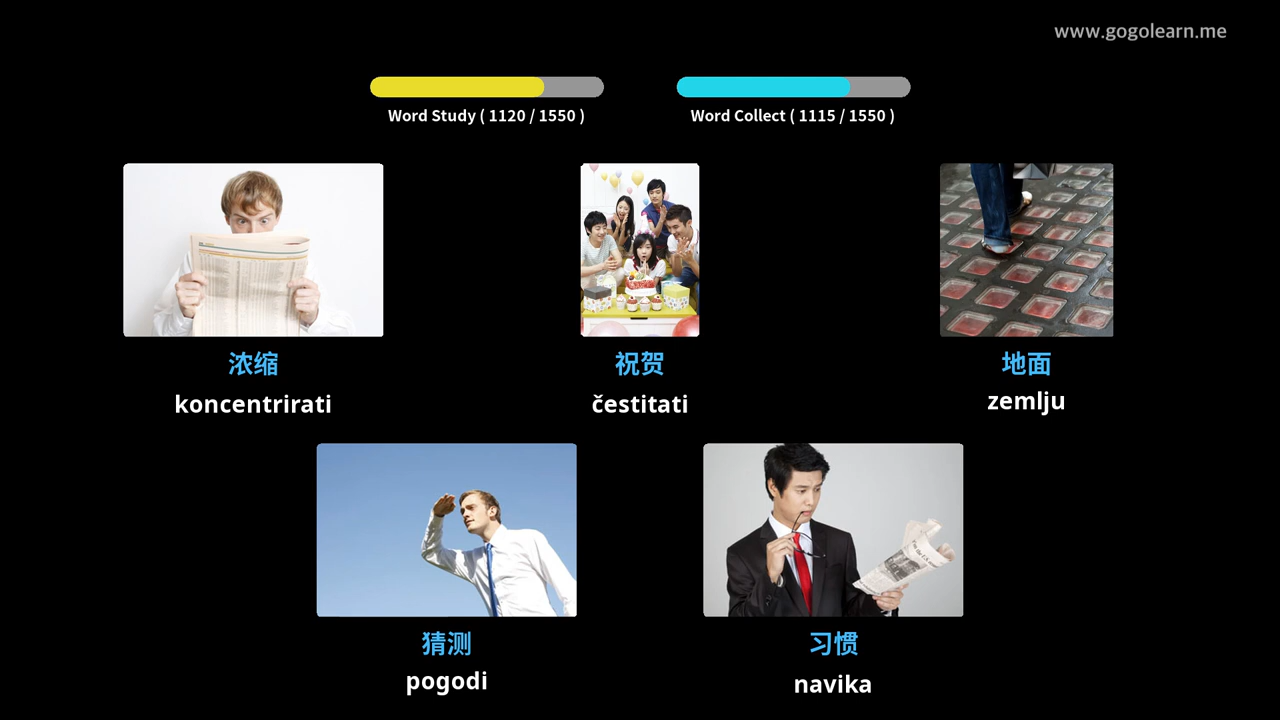 www.gogolearn.me
Word Study ( 1120 / 1550 )
Word Collect ( 1115 / 1550 )
浓缩
祝贺
地面
koncentrirati
čestitati
zemlju
猜测
习惯
pogodi
navika